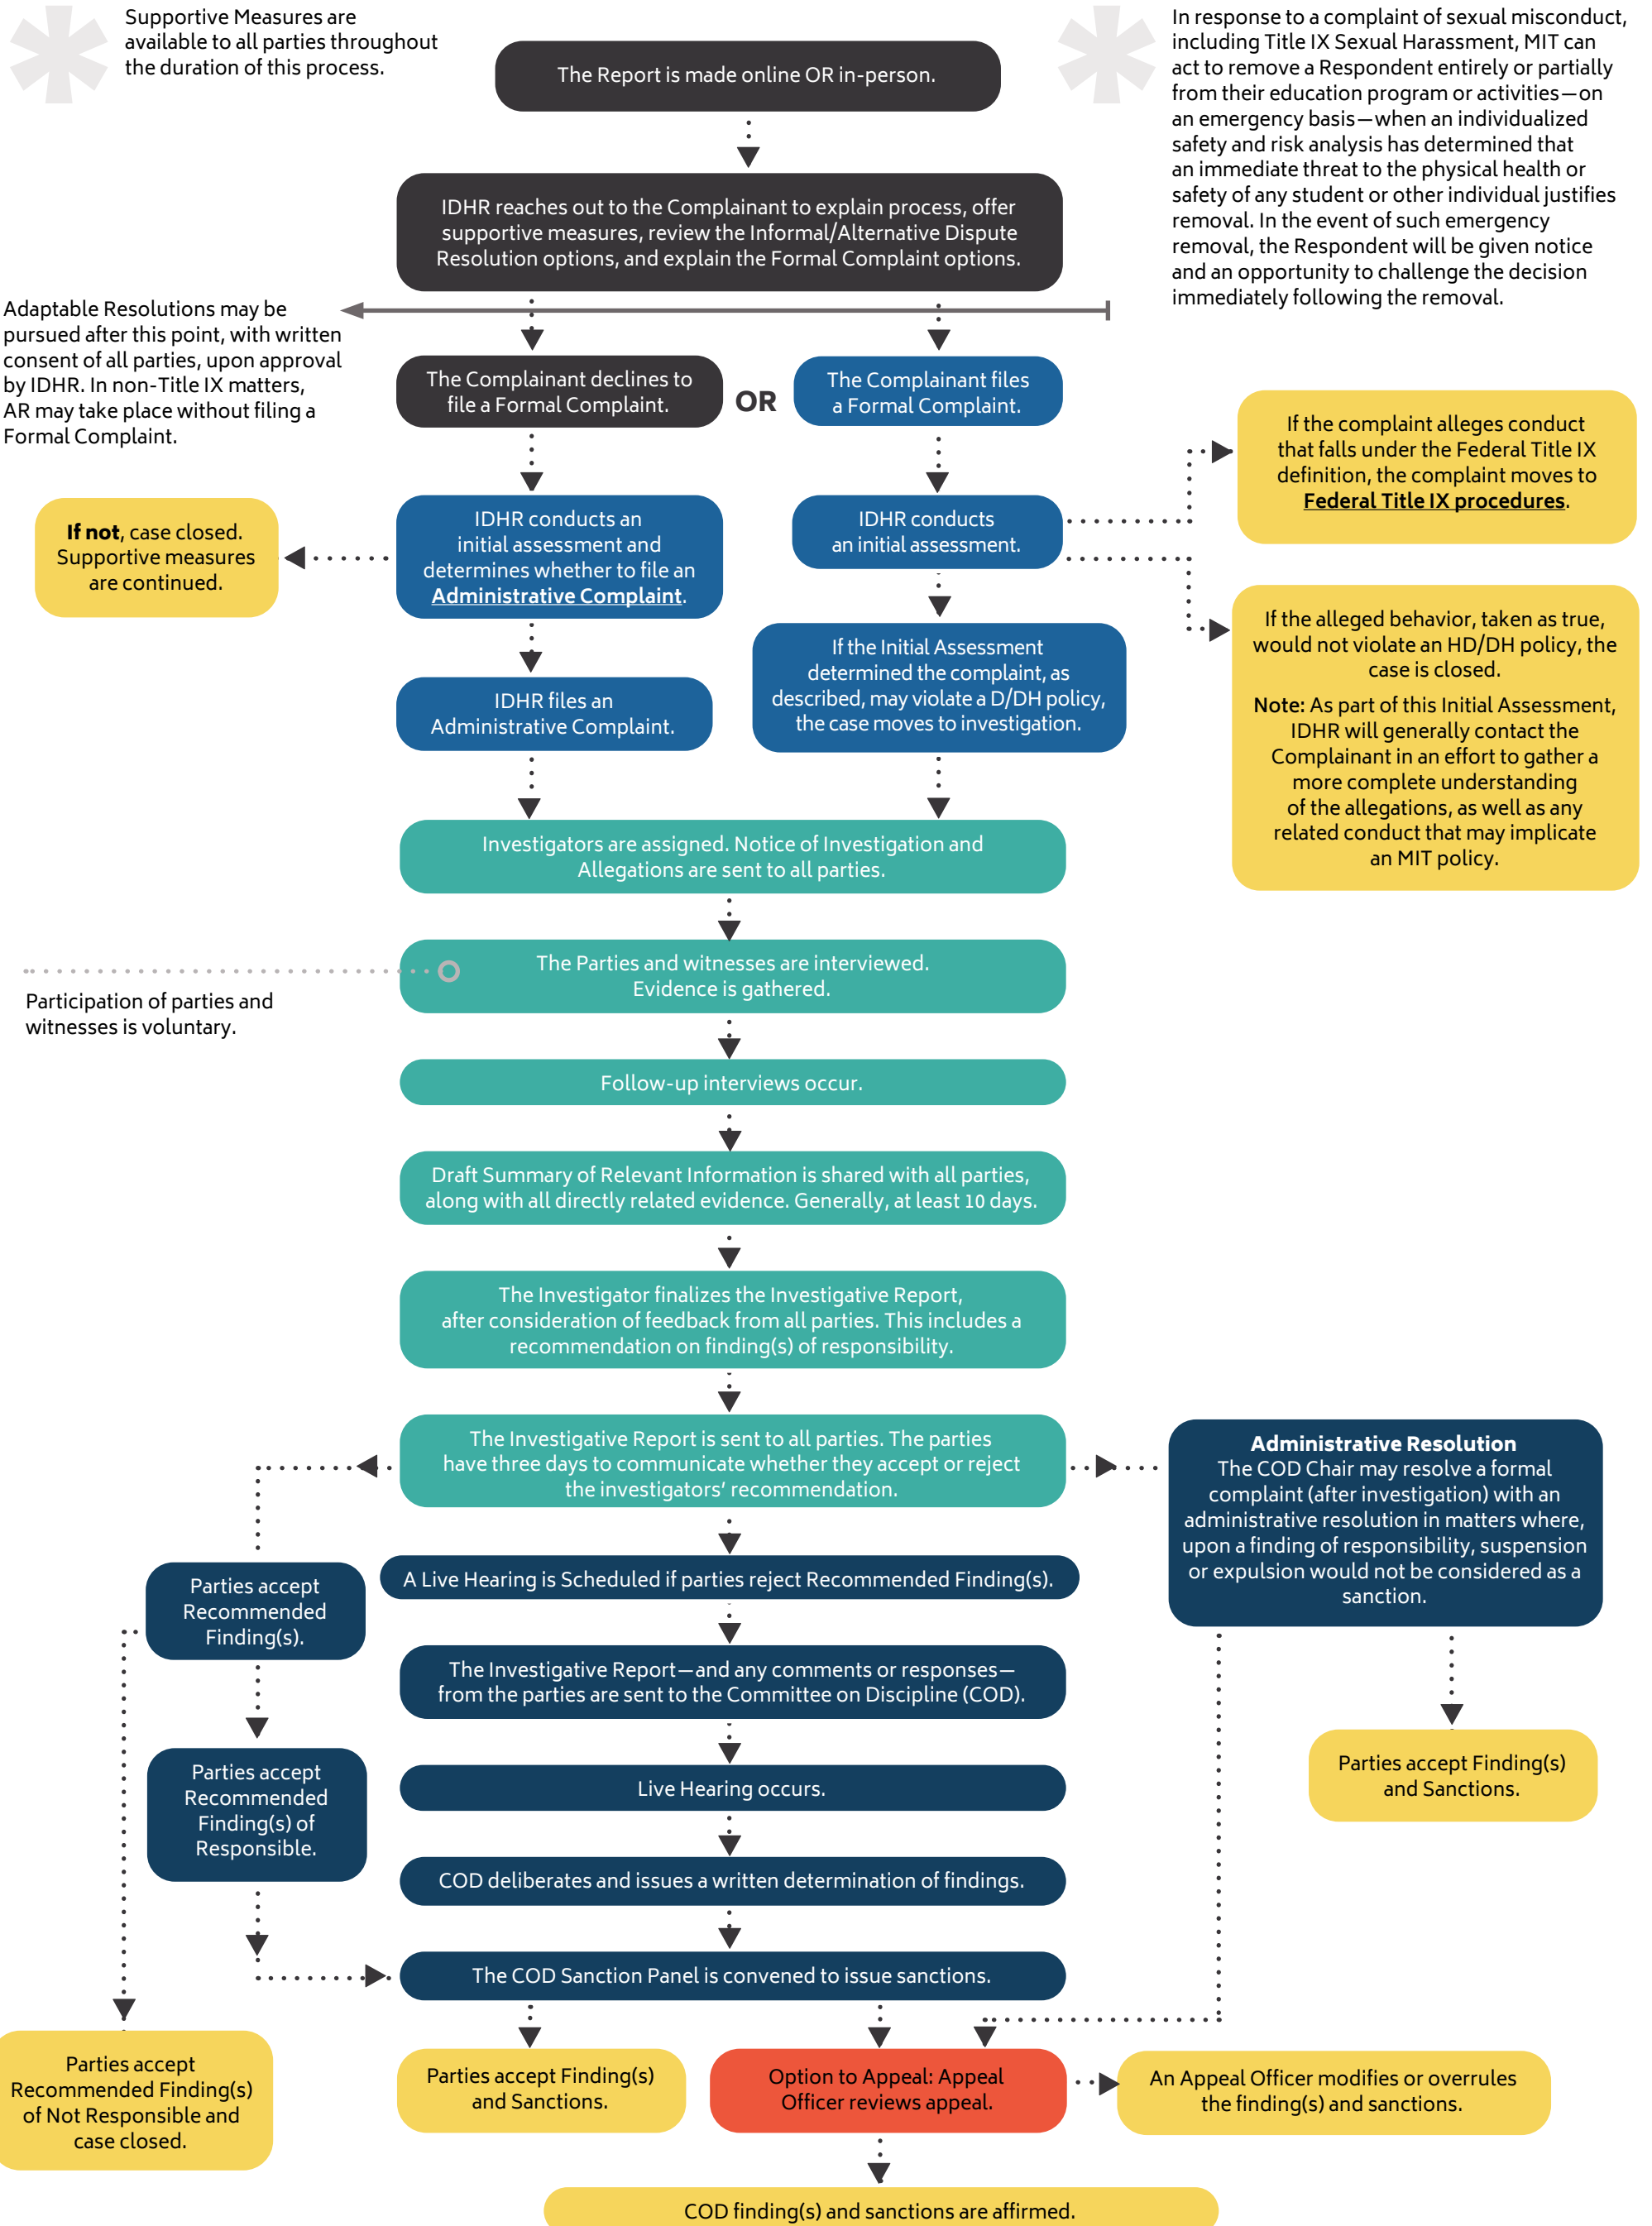 Supportive Measures are
available to all parties throughout
the duration of this process.
The Report is made online OR in-person.
In response to a complaint of sexual misconduct,
including Title IX Sexual Harassment, MIT can
act to remove a Respondent entirely or partially
from their education program or activities—on
an emergency basis—when an individualized
safety and risk analysis has determined that
an immediate threat to the physical health or
safety of any student or other individual justifies
removal. In the event of such emergency
removal, the Respondent will be given notice
and an opportunity to challenge the decision
immediately following the removal.
IDHR reaches out to the Complainant to explain process, offer
supportive measures, review the Informal/Alternative Dispute
Resolution options, and explain the Formal Complaint options.
Adaptable Resolutions may be
pursued after this point, with written
consent of all parties, upon approval
by IDHR. In non-Title IX matters,
AR may take place without filing a
Formal Complaint.
The Complainant declines to
file a Formal Complaint.
OR
The Complainant files
a Formal Complaint.
If the complaint alleges conduct
that falls under the Federal Title IX
definition, the complaint moves to
Federal Title IX procedures.
If not, case closed.
Supportive measures
are continued.
IDHR conducts an
initial assessment and
determines whether to file an
Administrative Complaint.
IDHR conducts
an initial assessment.
If the alleged behavior, taken as true,
would not violate an HD/DH policy, the
case is closed.
Note: As part of this Initial Assessment,
IDHR will generally contact the
Complainant in an effort to gather a
more complete understanding
of the allegations, as well as any
related conduct that may implicate
an MIT policy.
IDHR files an
Administrative Complaint.
If the Initial Assessment
determined the complaint, as
described, may violate a D/DH policy,
the case moves to investigation.
Investigators are assigned. Notice of Investigation and
Allegations are sent to all parties.
The Parties and witnesses are interviewed.
Evidence is gathered.
Participation of parties and
witnesses is voluntary.
Follow-up interviews occur.
Draft Summary of Relevant Information is shared with all parties,
along with all directly related evidence. Generally, at least 10 days.
The Investigator finalizes the Investigative Report,
after consideration of feedback from all parties. This includes a
recommendation on finding(s) of responsibility.
The Investigative Report is sent to all parties. The parties
have three days to communicate whether they accept or reject
the investigators' recommendation.
Administrative Resolution
The COD Chair may resolve a formal
complaint (after investigation) with an
administrative resolution in matters where,
upon a finding of responsibility, suspension
or expulsion would not be considered as a
sanction.
Parties accept
Recommended
Finding(s).
A Live Hearing is Scheduled if parties reject Recommended Finding(s).
The Investigative Report—and any comments or responses—
from the parties are sent to the Committee on Discipline (COD).
Parties accept
Recommended
Finding(s) of
Responsible.
Live Hearing occurs.
Parties accept Finding(s)
and Sanctions.
COD deliberates and issues a written determination of findings.
The COD Sanction Panel is convened to issue sanctions.
Parties accept
Recommended Finding(s)
of Not Responsible and
case closed.
Parties accept Finding(s)
and Sanctions.
Option to Appeal: Appeal
Officer reviews appeal.
An Appeal Officer modifies or overrules
the finding(s) and sanctions.
COD finding(s) and sanctions are affirmed.